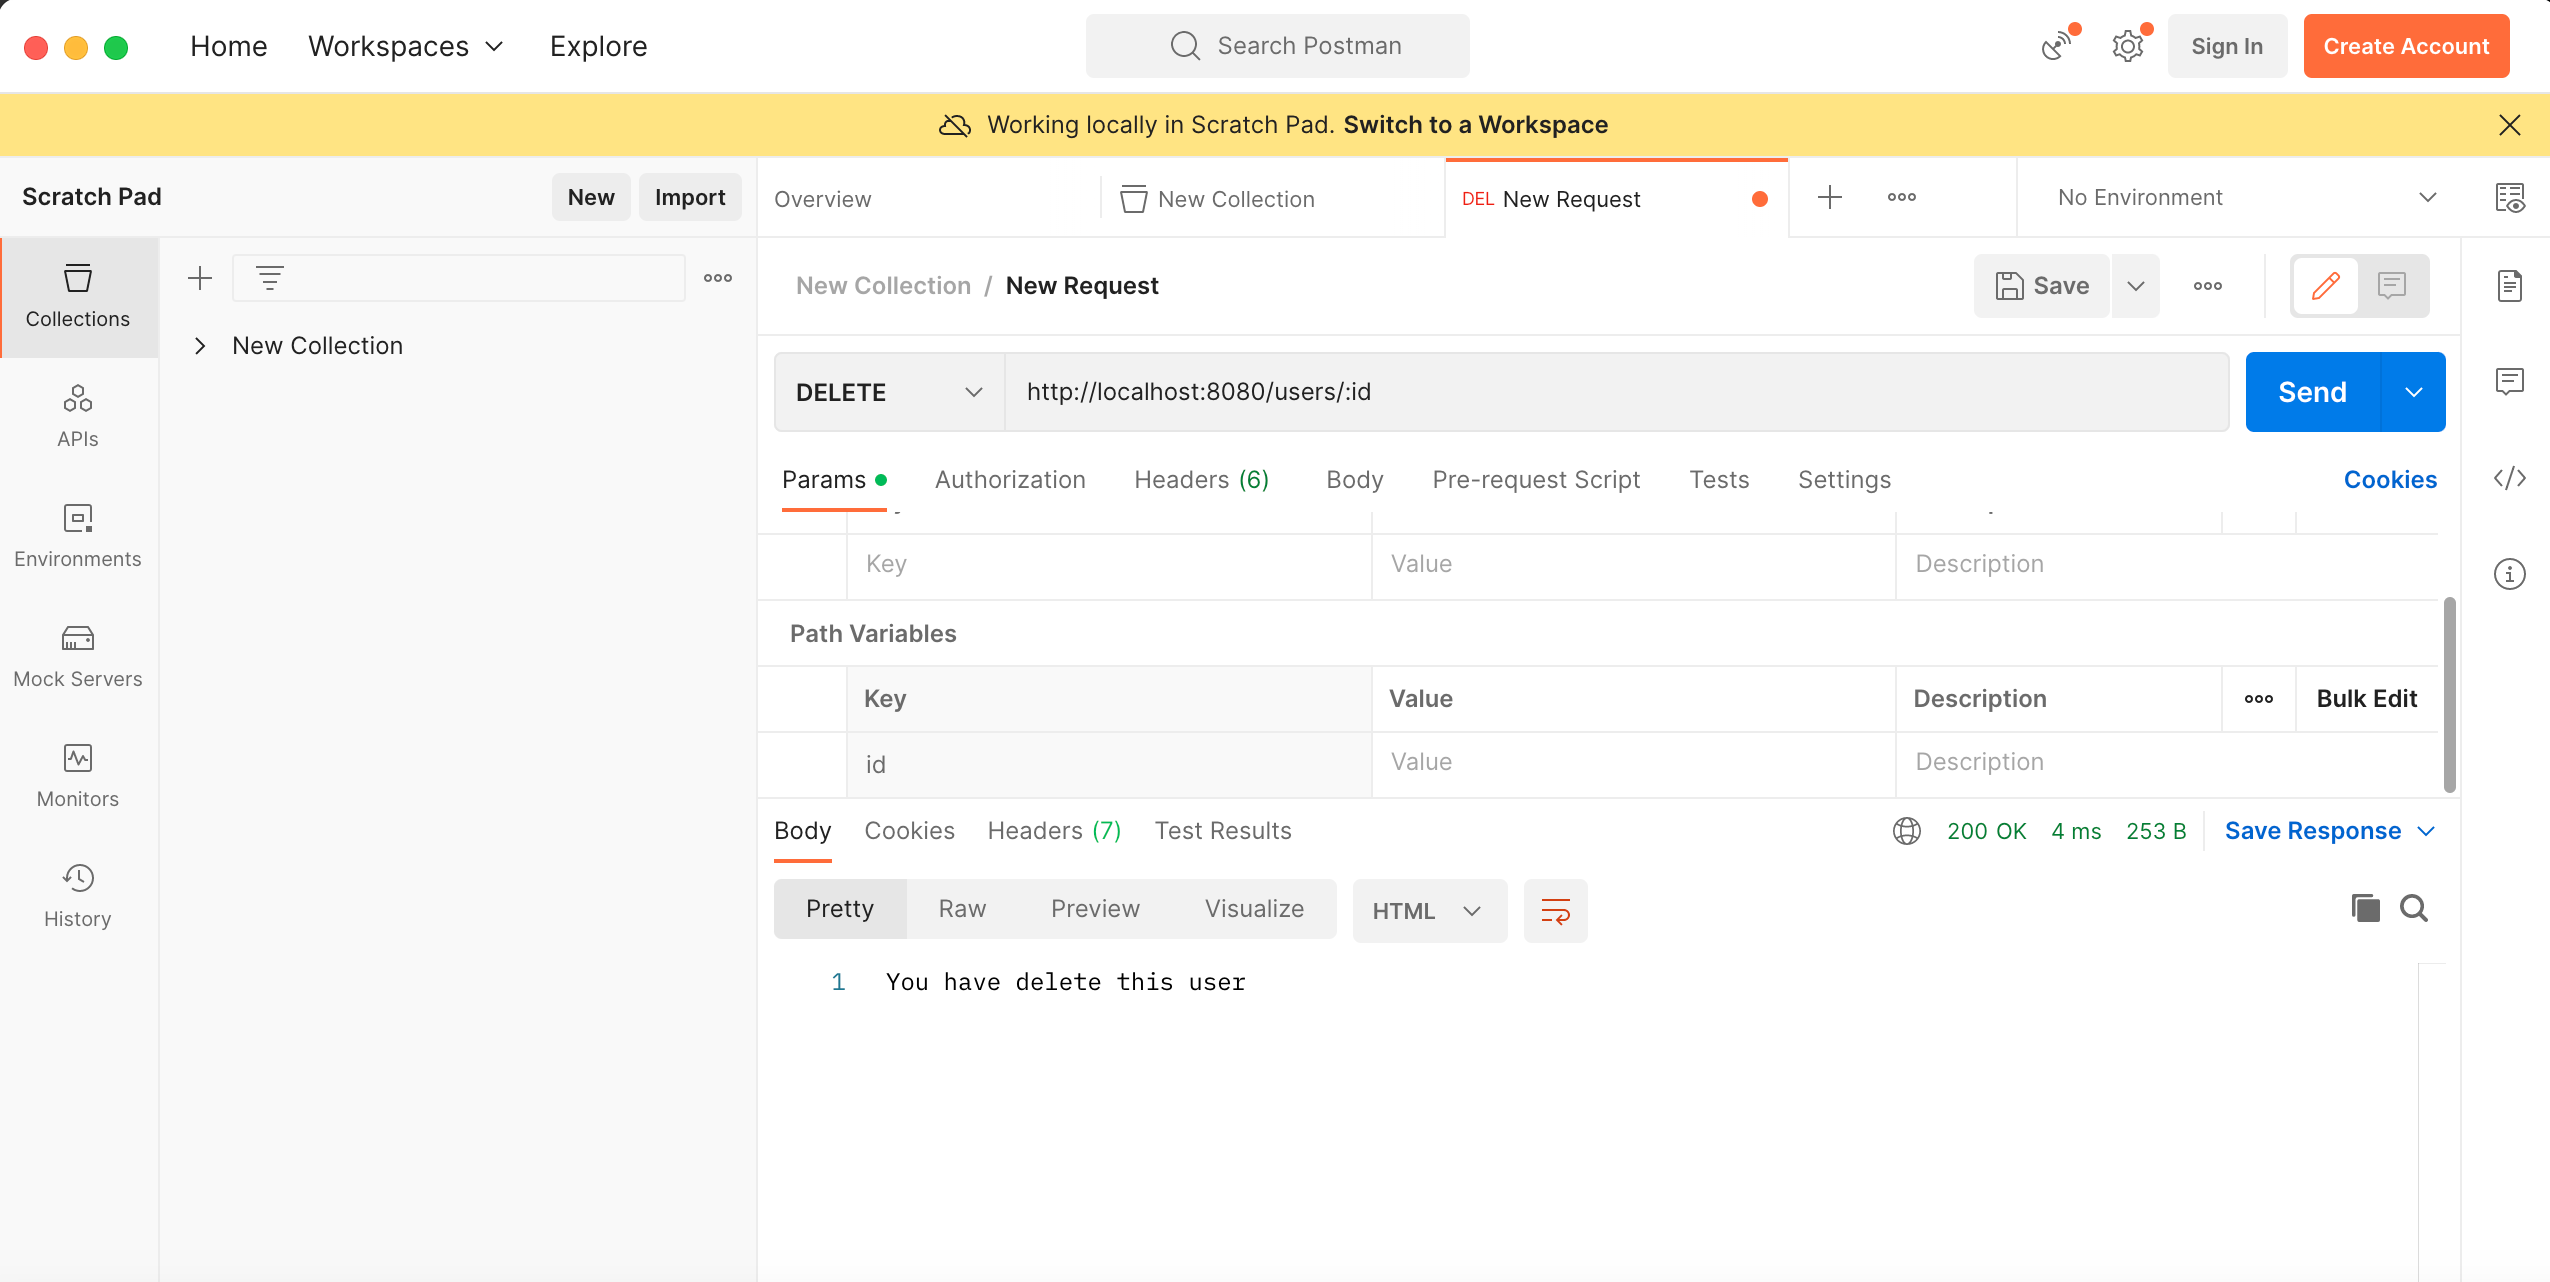 Home Workspaces Explore Search Postman Sign In Create Account
Working locally in Scratch Pad. Switch to a Workspace
Scratch Pad New Import Overview New Collection DEL New Request No Environment
Collections
APIs
Environments
Mock Servers
Monitors
History
New Collection
New Collection / New Request Save
DELETE http://localhost:8080/users/:id Send
Params Authorization Headers (6) Body Pre-request Script Tests Settings Cookies
Key Value Description
Path Variables
Key Value Description Bulk Edit
id Value Description
Body Cookies Headers (7) Test Results 200 OK 4 ms 253 B Save Response
Pretty Raw Preview Visualize HTML
1 You have delete this user